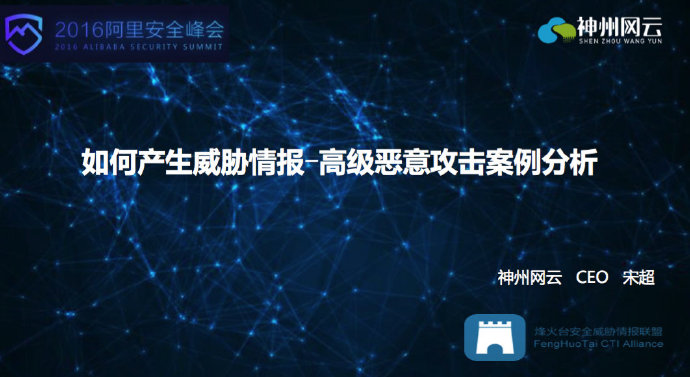 2016阿里安全峰会
2016 ALIBABA SECURITY SUMMIT
神州网云
SHEN ZHOU WANG YUN
如何产生威胁情报-高级恶意攻击案例分析
神州网云 CEO 宋超
烽火台安全威胁情报联盟
FengHuoTai CTI Alliance